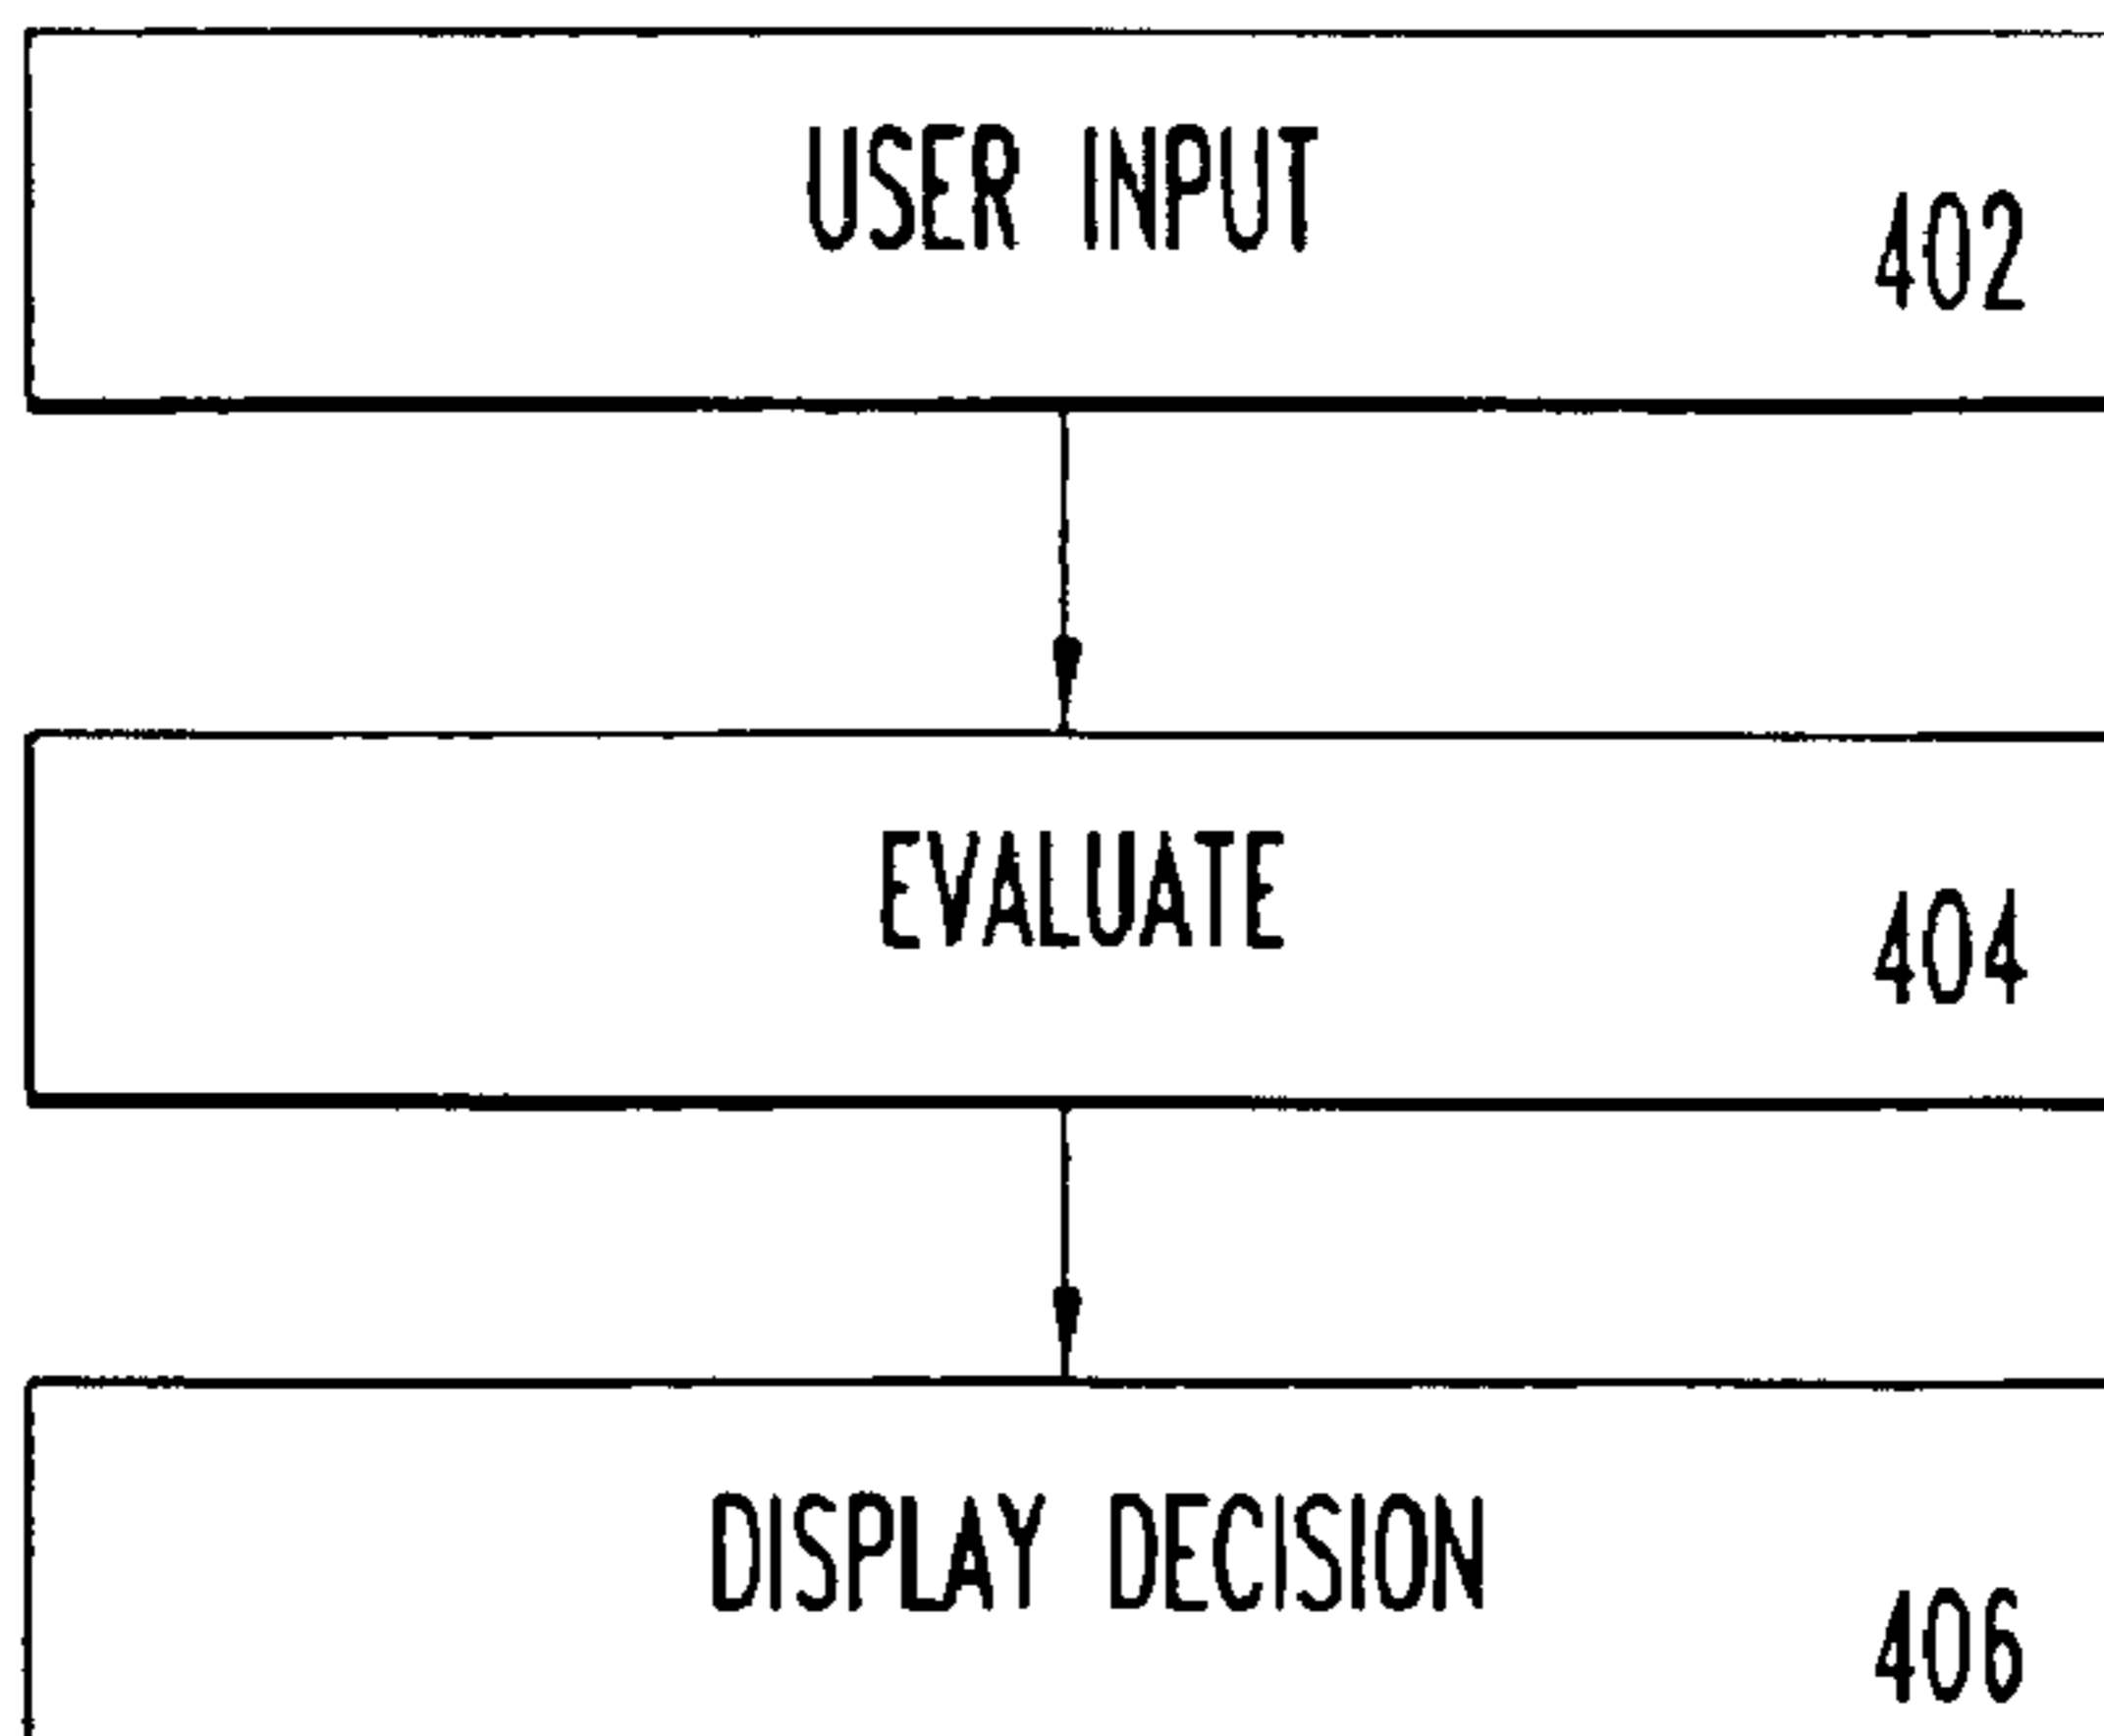 USER INPUT
402
EVALUATE
404
DISPLAY DECISION
406